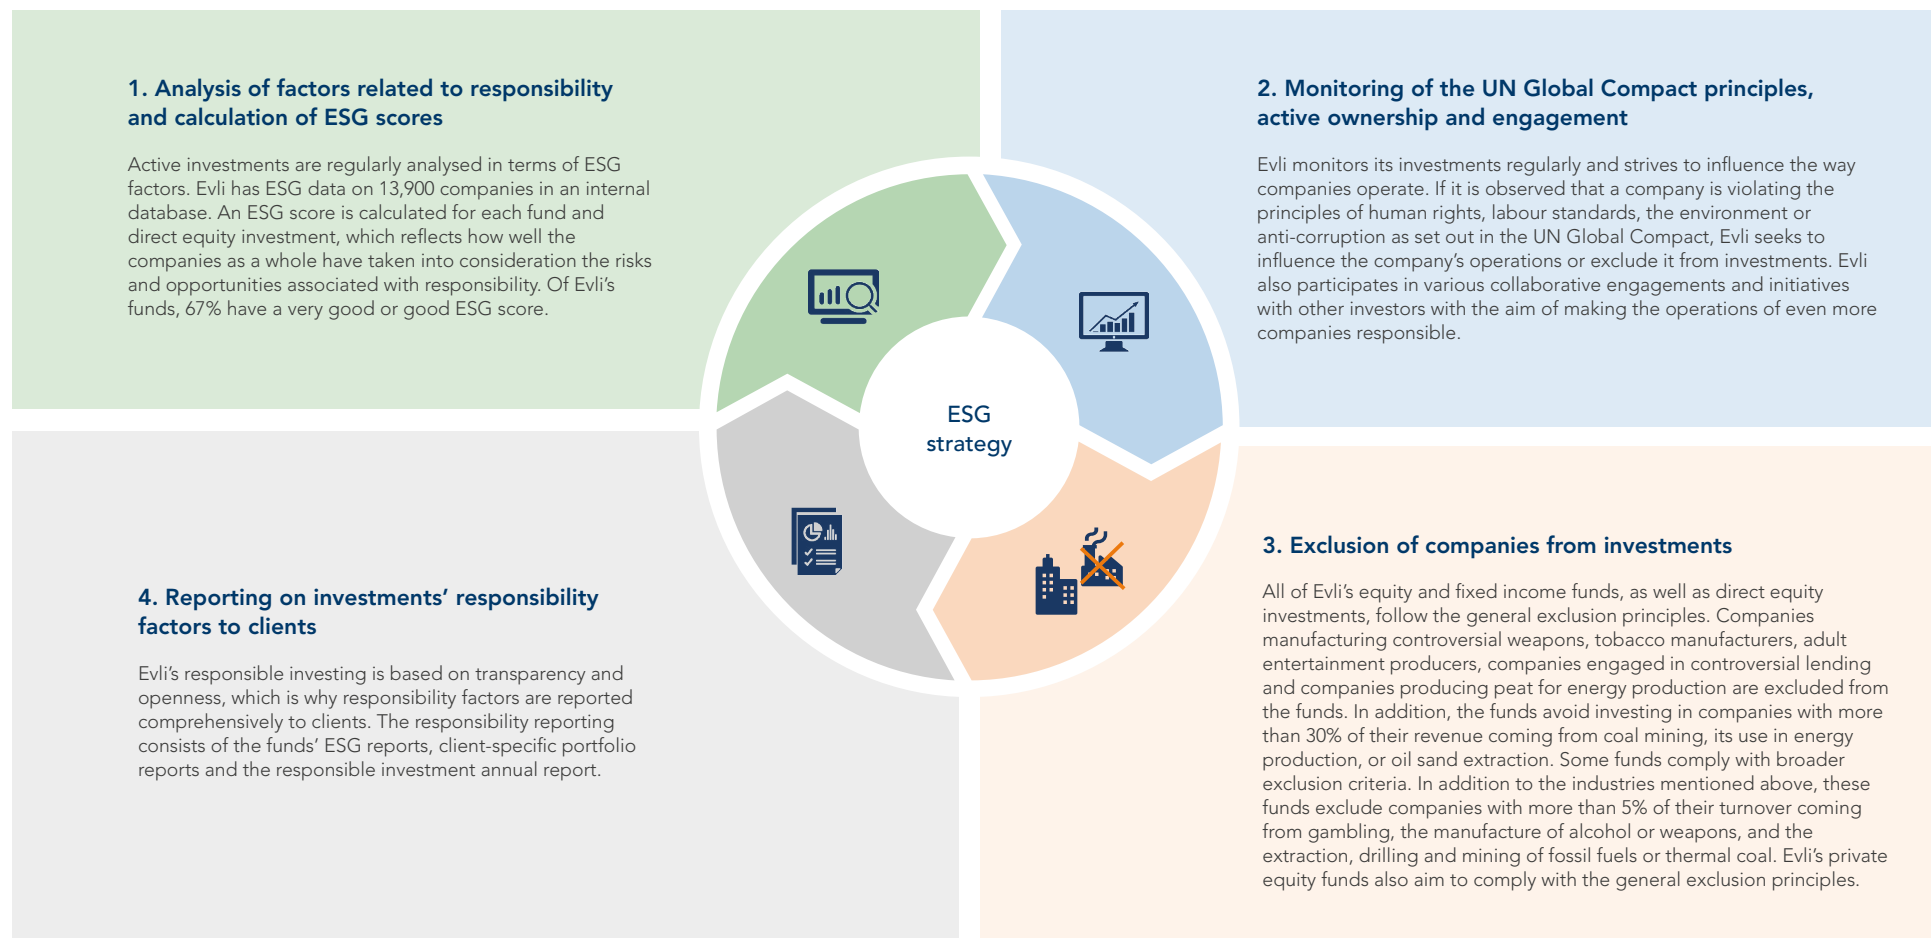 1. Analysis of factors related to responsibility
and calculation of ESG scores
Active investments are regularly analysed in terms of ESG
factors. Evli has ESG data on 13,900 companies in an internal
database. An ESG score is calculated for each fund and
direct equity investment, which reflects how well the
companies as a whole have taken into consideration the risks
and opportunities associated with responsibility. Of Evli’s
funds, 67% have a very good or good ESG score.
2. Monitoring of the UN Global Compact principles,
active ownership and engagement
Evli monitors its investments regularly and strives to influence the way
companies operate. If it is observed that a company is violating the
principles of human rights, labour standards, the environment or
anti-corruption as set out in the UN Global Compact, Evli seeks to
influence the company’s operations or exclude it from investments. Evli
also participates in various collaborative engagements and initiatives
with other investors with the aim of making the operations of even more
companies responsible.
ESG
strategy
3. Exclusion of companies from investments
All of Evli’s equity and fixed income funds, as well as direct equity
investments, follow the general exclusion principles. Companies
manufacturing controversial weapons, tobacco manufacturers, adult
entertainment producers, companies engaged in controversial lending
and companies producing peat for energy production are excluded from
the funds. In addition, the funds avoid investing in companies with more
than 30% of their revenue coming from coal mining, its use in energy
production, or oil sand extraction. Some funds comply with broader
exclusion criteria. In addition to the industries mentioned above, these
funds exclude companies with more than 5% of their turnover coming
from gambling, the manufacture of alcohol or weapons, and the
extraction, drilling and mining of fossil fuels or thermal coal. Evli’s private
equity funds also aim to comply with the general exclusion principles.
4. Reporting on investments’ responsibility
factors to clients
Evli’s responsible investing is based on transparency and
openness, which is why responsibility factors are reported
comprehensively to clients. The responsibility reporting
consists of the funds’ ESG reports, client-specific portfolio
reports and the responsible investment annual report.